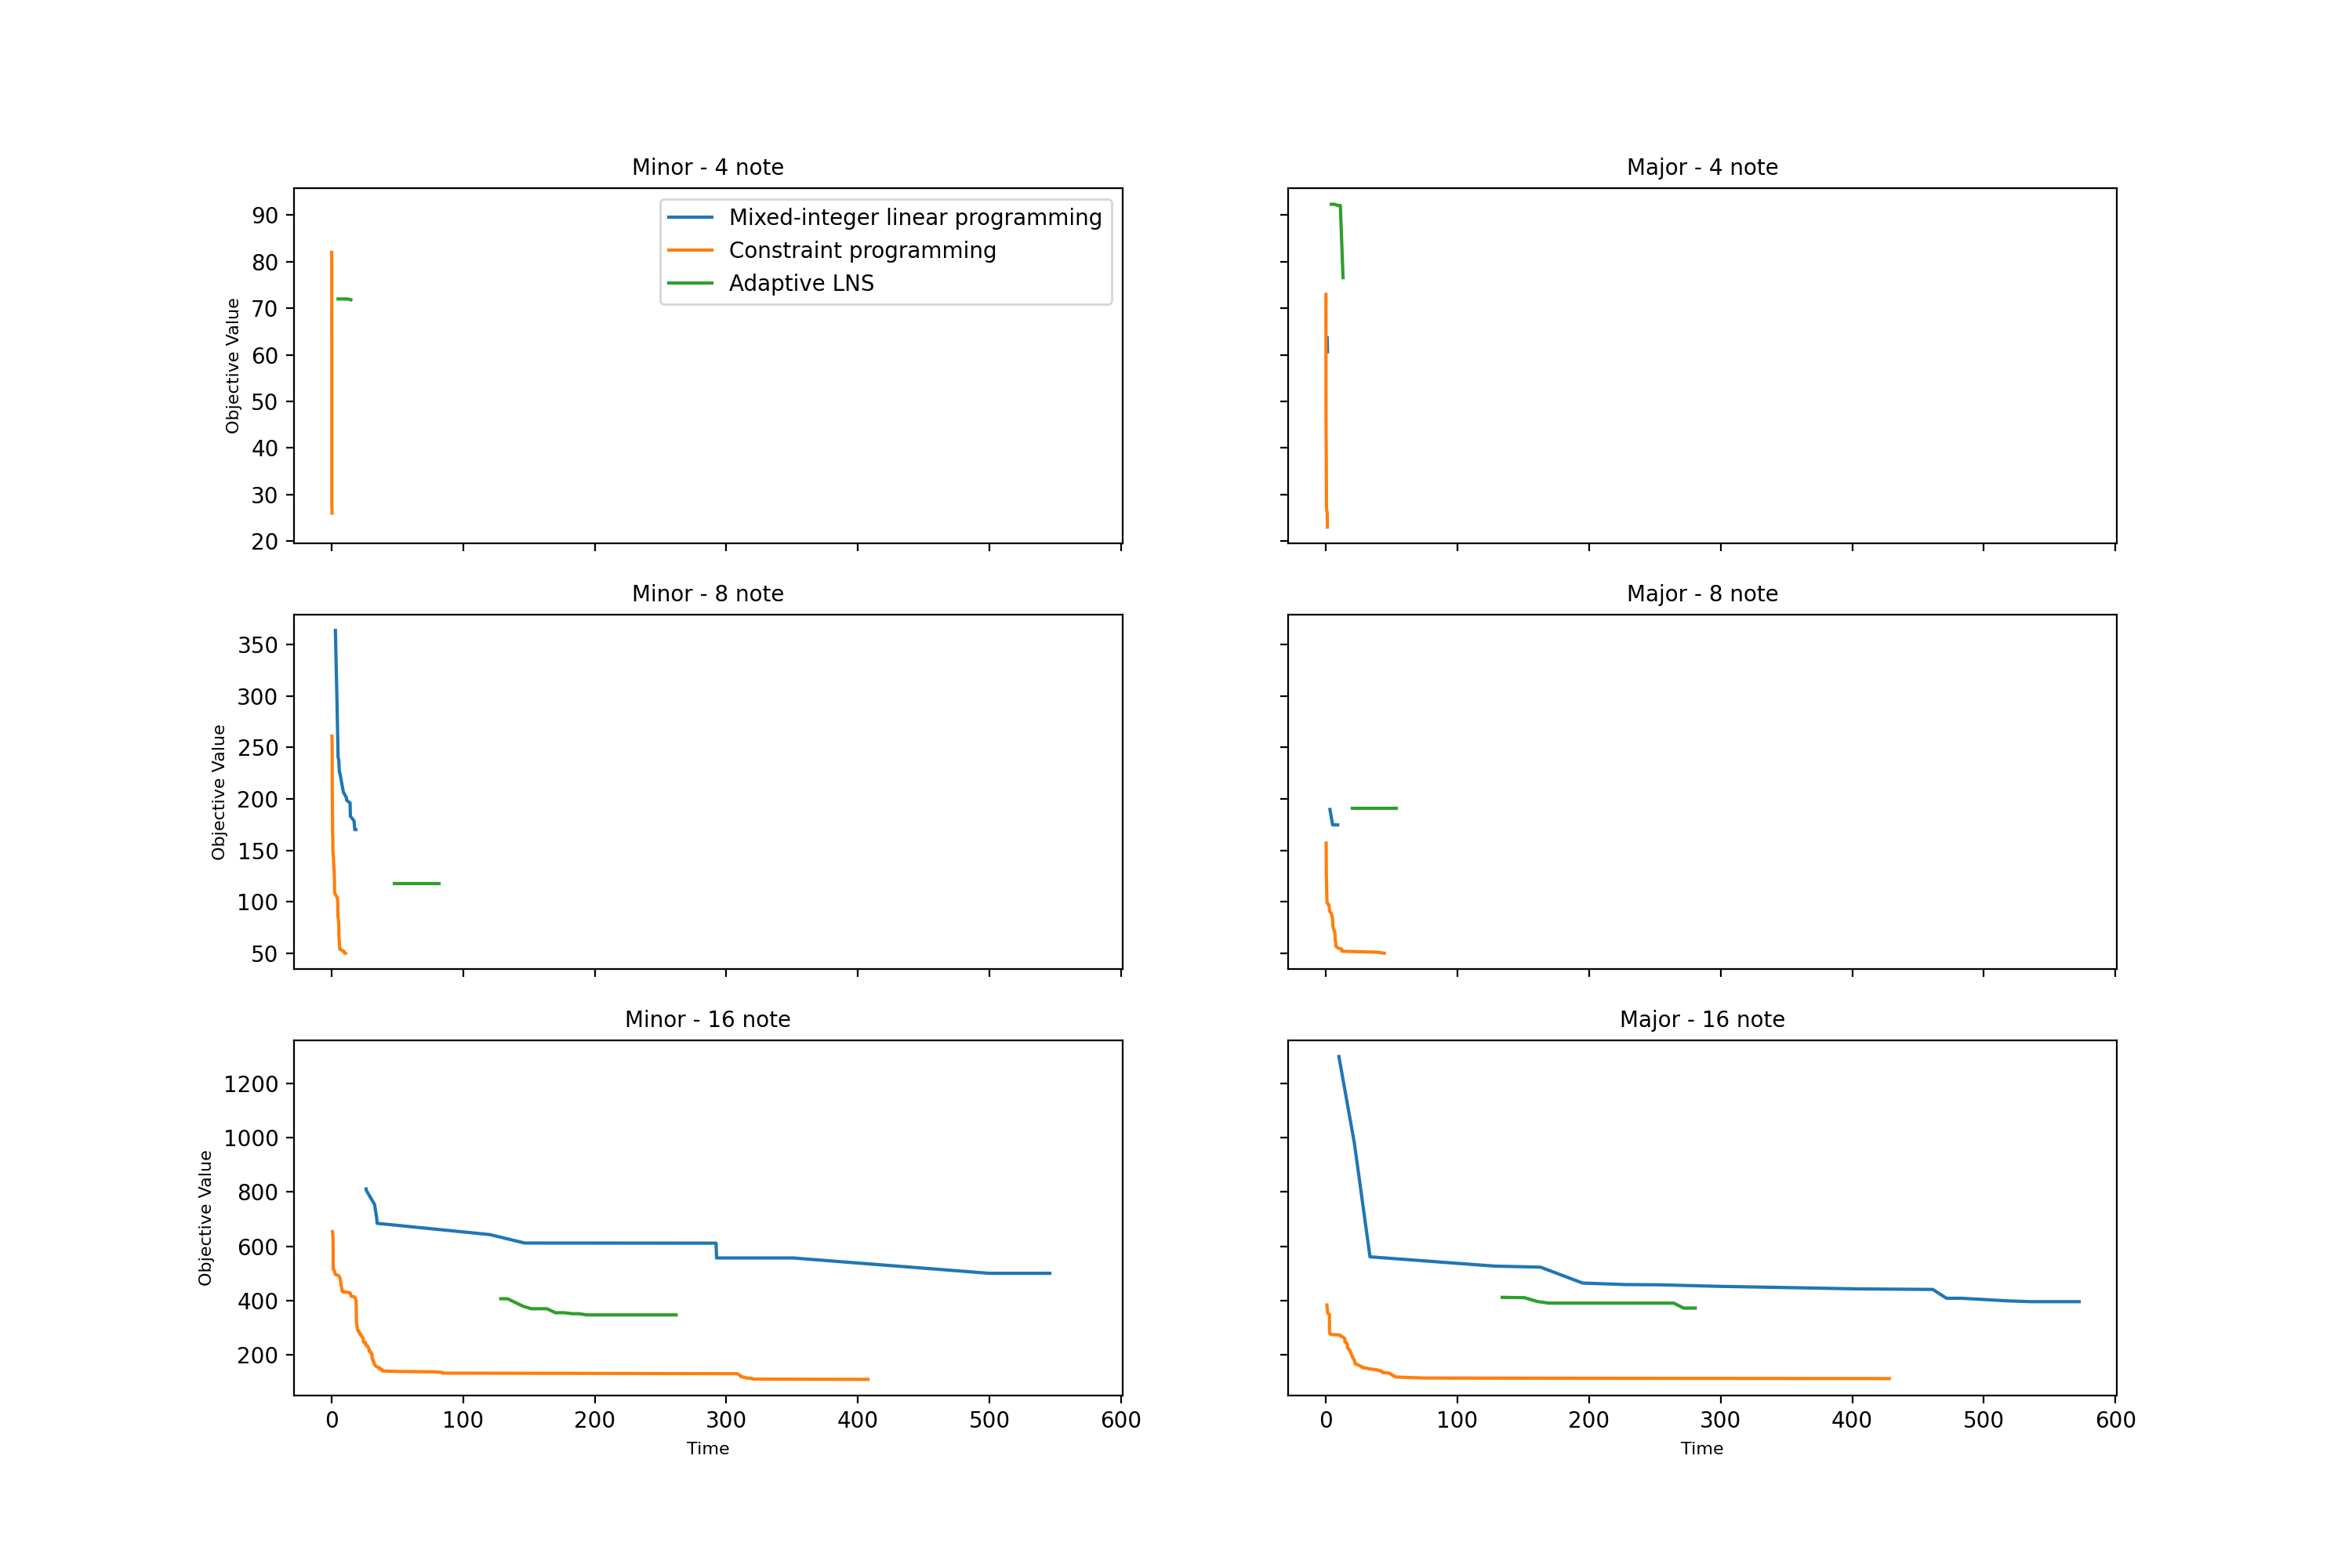 Minor - 4 note
Major - 4 note
Mixed-integer linear programming
Constraint programming
Adaptive LNS
90
80
70
60
50
40
30
20
Objective Value
Minor - 8 note
Major - 8 note
350
300
250
200
150
100
50
Objective Value
Minor - 16 note
Major - 16 note
1200
1000
800
600
400
200
Objective Value
0 100 200 300 400 500 600
0 100 200 300 400 500 600
Time
Time